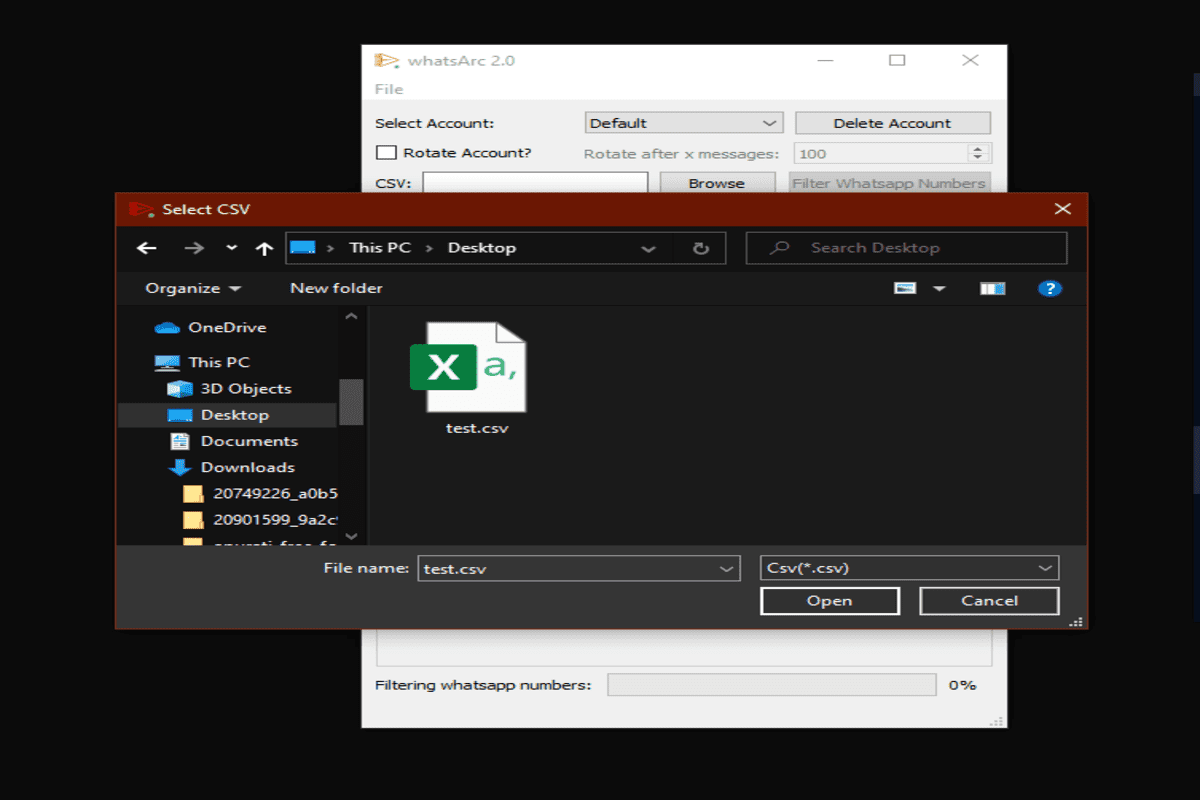 whatsArc 2.0
File
Select Account: Default Delete Account
Rotate Account? Rotate after x messages: 100
CSV: Browse Filter Whatsapp Numbers
Select CSV
This PC > Desktop Search Desktop
Organize New folder
OneDrive
This PC
3D Objects
Desktop
Documents
Downloads
20749226_a0b5
20901599_9a2c
X a,
test.csv
File name: test.csv Csv(*.csv)
Open Cancel
Filtering whatsapp numbers: 0%